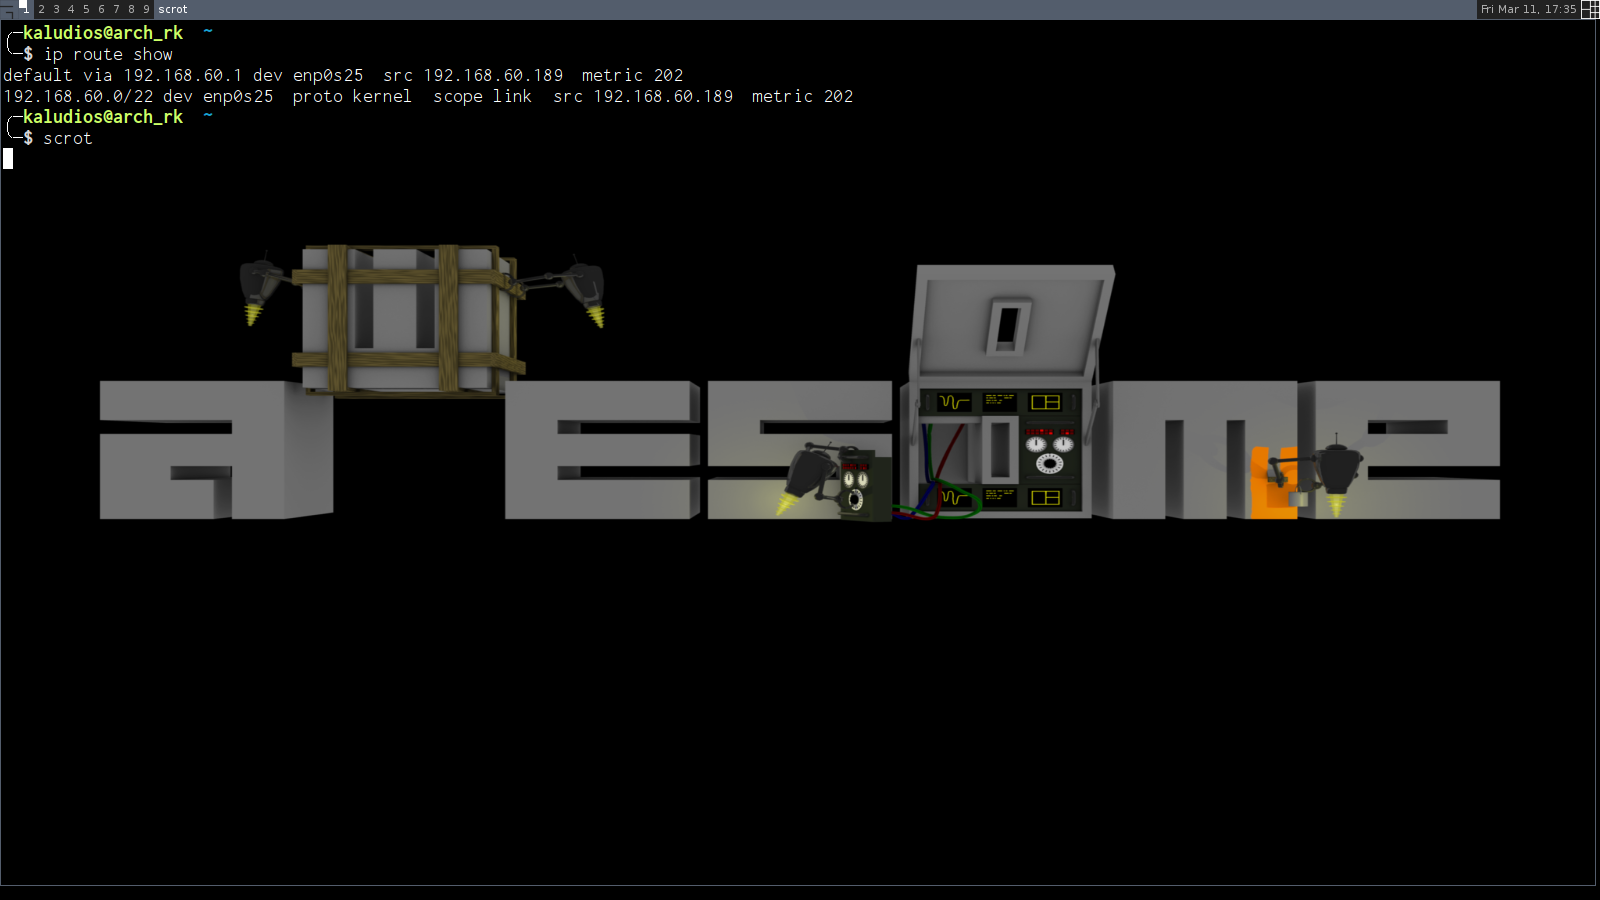 1 2 3 4 5 6 7 8 9 scrot Fri Mar 11, 17:35
kaludios@arch_rk ~
$ ip route show
default via 192.168.60.1 dev enp0s25 src 192.168.60.189 metric 202
192.168.60.0/22 dev enp0s25 proto kernel scope link src 192.168.60.189 metric 202
kaludios@arch_rk ~
$ scrot
awesome